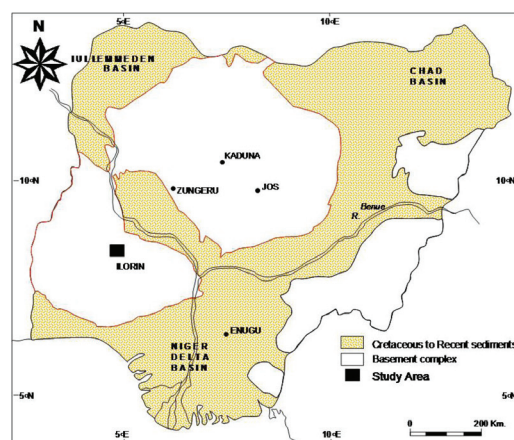 5◦E
10◦E
N
IULLEMMEDEN
BASIN
CHAD
BASIN
KADUNA
ZUNGERU
JOS
10◦N
10◦N
Benue
R.
ILORIN
ENUGU
NIGER
DELTA
BASIN
Cretaceous to Recent sediments
Basement complex
Study Area
5◦N
5◦N
5◦E
10◦E
0
200 Km.